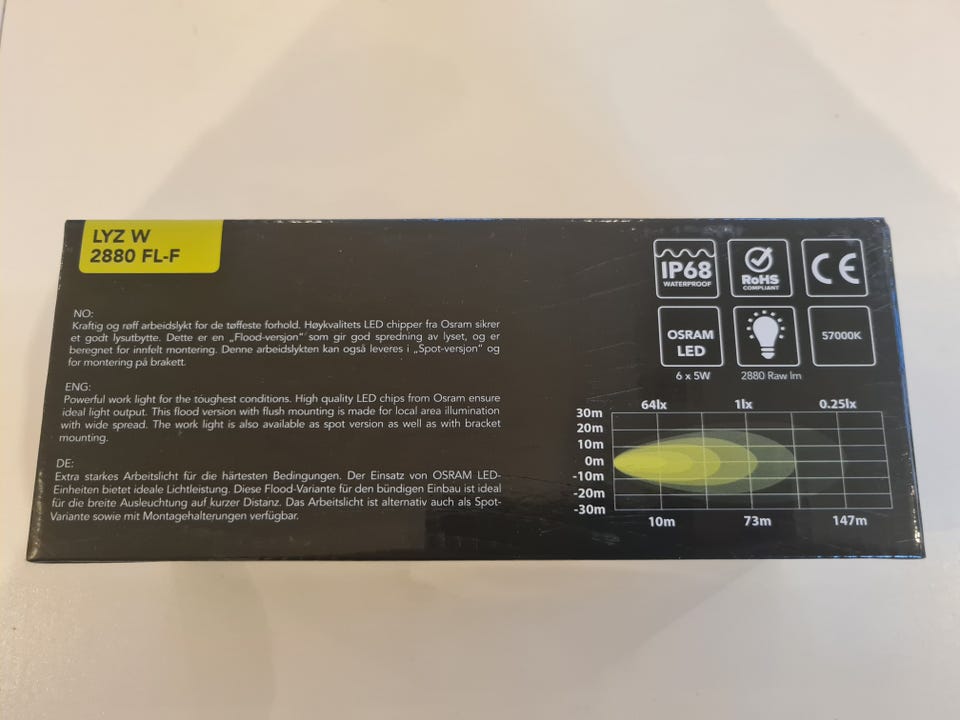 LYZ W
2880 FL-F
NO:
Kraftig og røff arbeidslykt for de tøffeste forhold. Høykvalitets LED chipper fra Osram sikrer
et godt lysutbytte. Dette er en „Flood-versjon“ som gir god spredning av lyset, og er
beregnet for innfelt montering. Denne arbeidslykten kan også leveres i „Spot-versjon“ og
for montering på brakett.
ENG:
Powerful work light for the toughest conditions. High quality LED chips from Osram ensure
ideal light output. This flood version with flush mounting is made for local area illumination
with wide spread. The work light is also available as spot version as well as with bracket
mounting.
DE:
Extra starkes Arbeitslicht für die härtesten Bedingungen. Der Einsatz von OSRAM LED-
Einheiten bietet ideale Lichtleistung. Diese Flood-Variante für den bündigen Einbau ist ideal
für die breite Ausleuchtung auf kurzer Distanz. Das Arbeitslicht ist alternativ auch als Spot-
Variante sowie mit Montagehalterungen verfügbar.
IP68
WATERPROOF
RoHS
COMPLIANT
CE
OSRAM
LED
6 x 5W
2880 Raw lm
57000K
64lx 1lx 0.25lx
30m
20m
10m
0m
-10m
-20m
-30m
10m 73m 147m